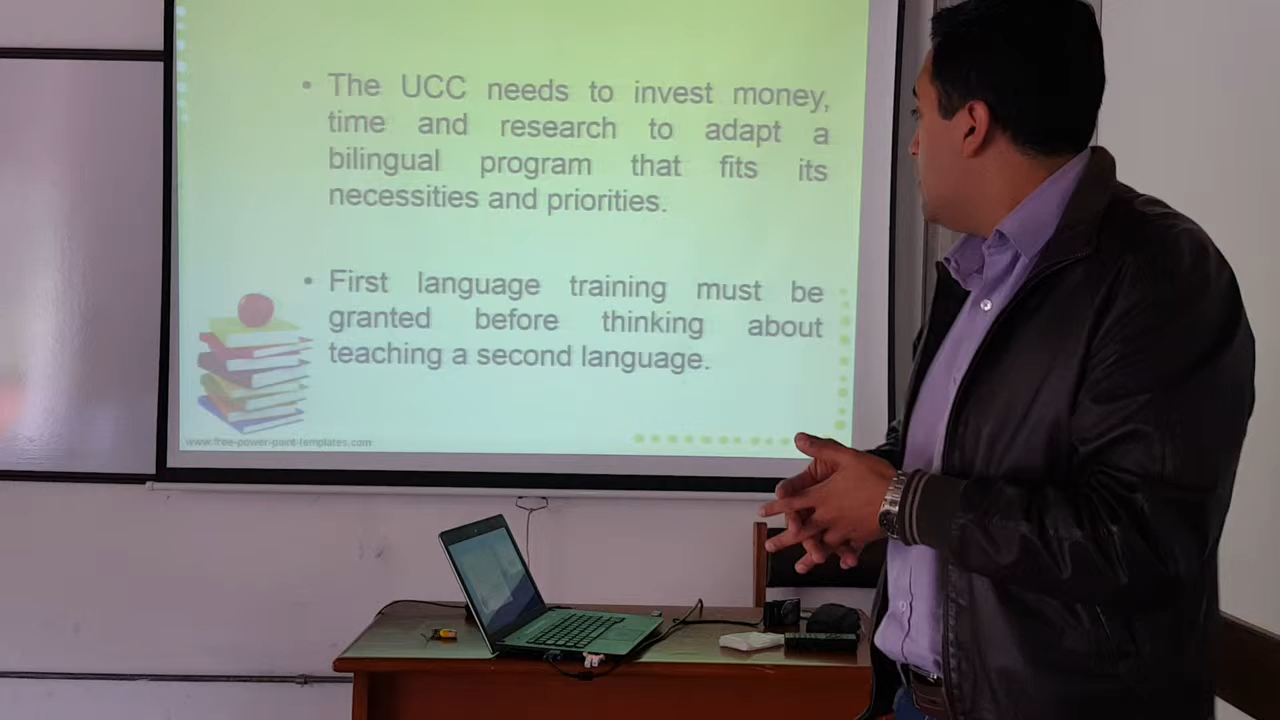 • The UCC needs to invest money,
time and research to adapt a
bilingual program that fits its
necessities and priorities.
• First language training must be
granted before thinking about
teaching a second language.
www.free-power-point-templates.com